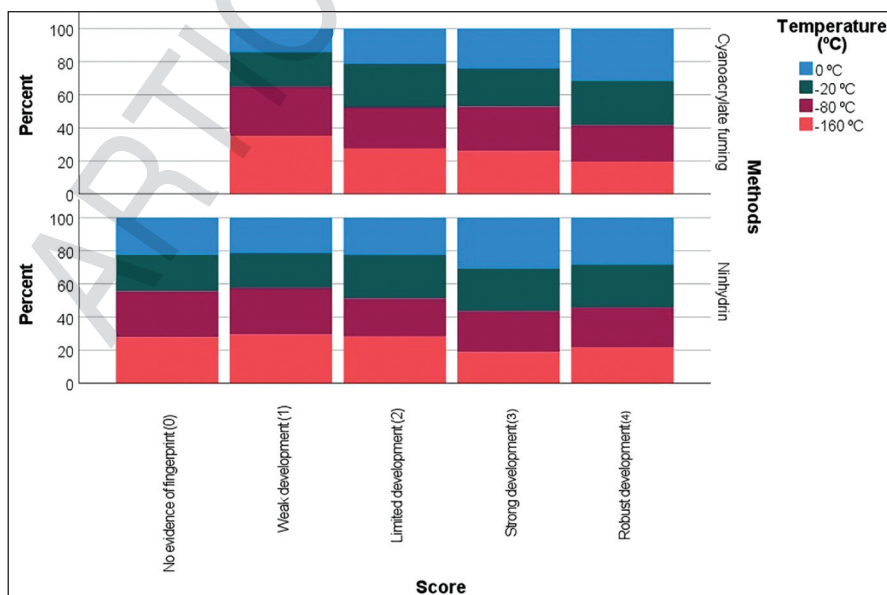 Temperature
(ºC)
0 ºC
-20 ºC
-80 ºC
-160 ºC
Percent
100
80
60
40
20
0
Cyanoacrylate fuming
Methods
Percent
100
80
60
40
20
0
Ninhydrin
No evidence of fingerprint (0)
Weak development (1)
Limited development (2)
Strong development (3)
Robust development (4)
Score
ARTIC